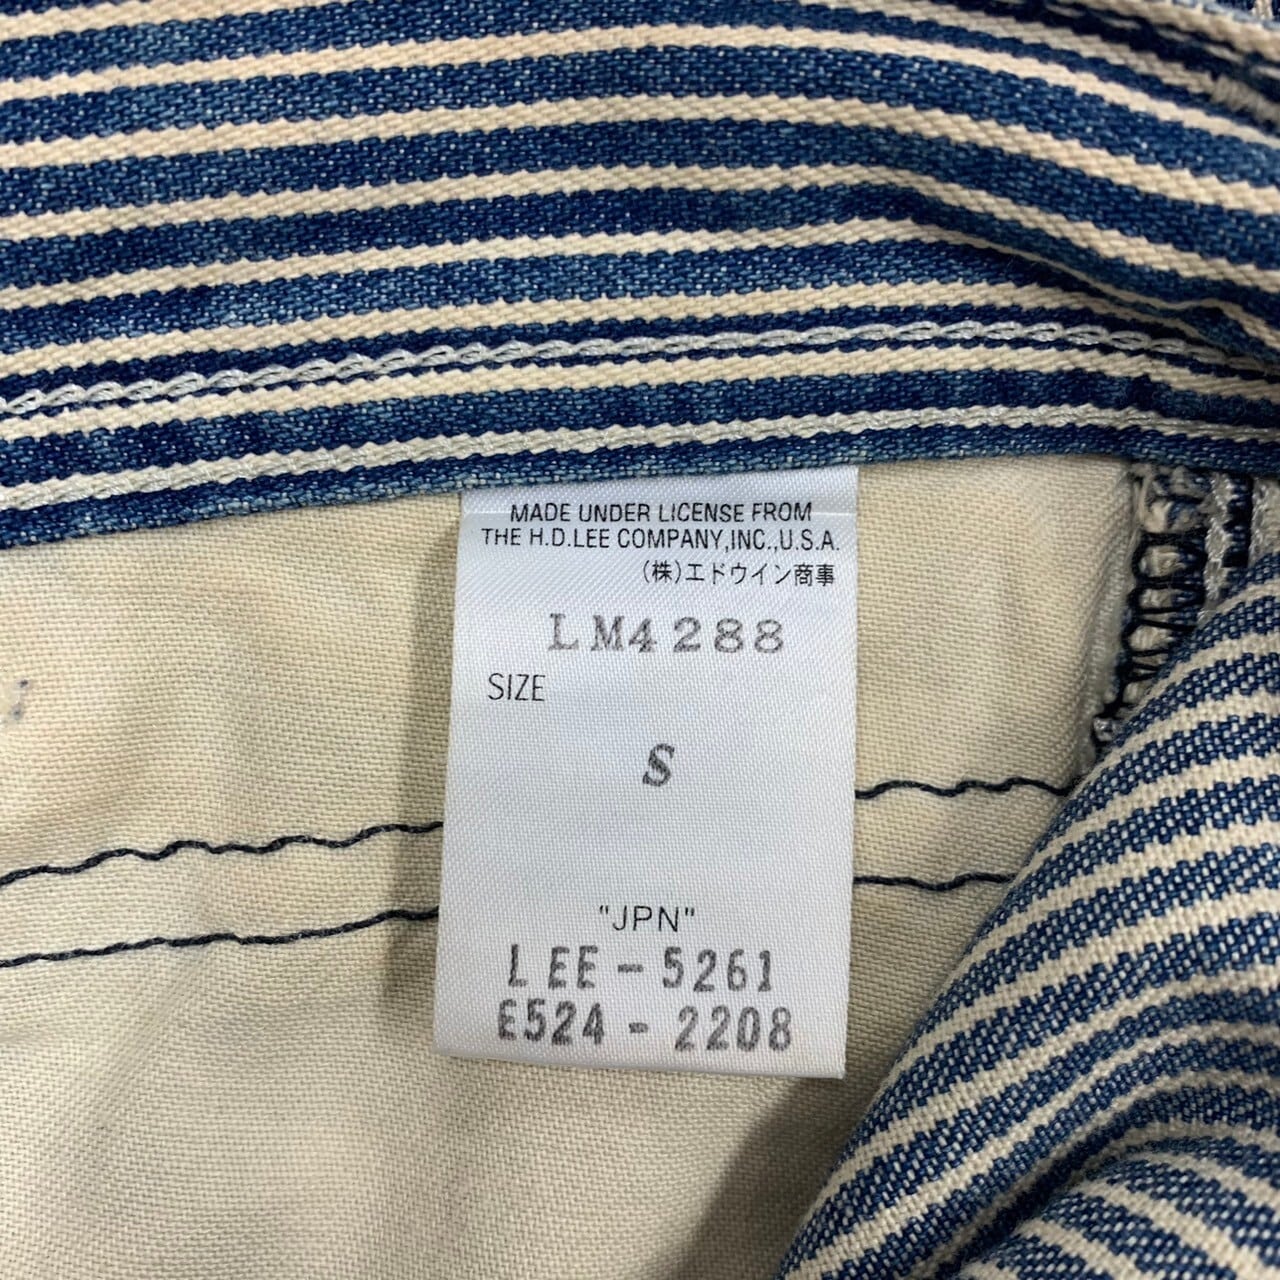 MADE UNDER LICENSE FROM
THE H.D.LEE COMPANY,INC.,U.S.A.
(株)エドウイン商事
LM4288
SIZE
S
"JPN"
LEE-5261
E524-2208